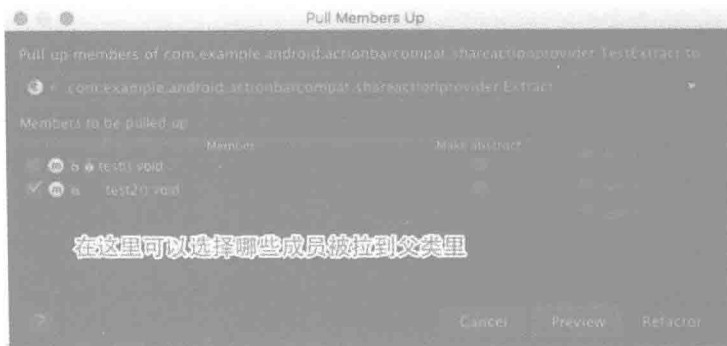 Pull Members Up
Pull up members of com.example.android.actionbarcompat.shareactionprovider.TestExtract to
com.example.android.actionbarcompat.shareactionprovider.Extract
Members to be pulled up
Member Make abstract
test():void
test2():void
在这里可以选择哪些成员被拉到父类里
? Cancel Preview Refactor